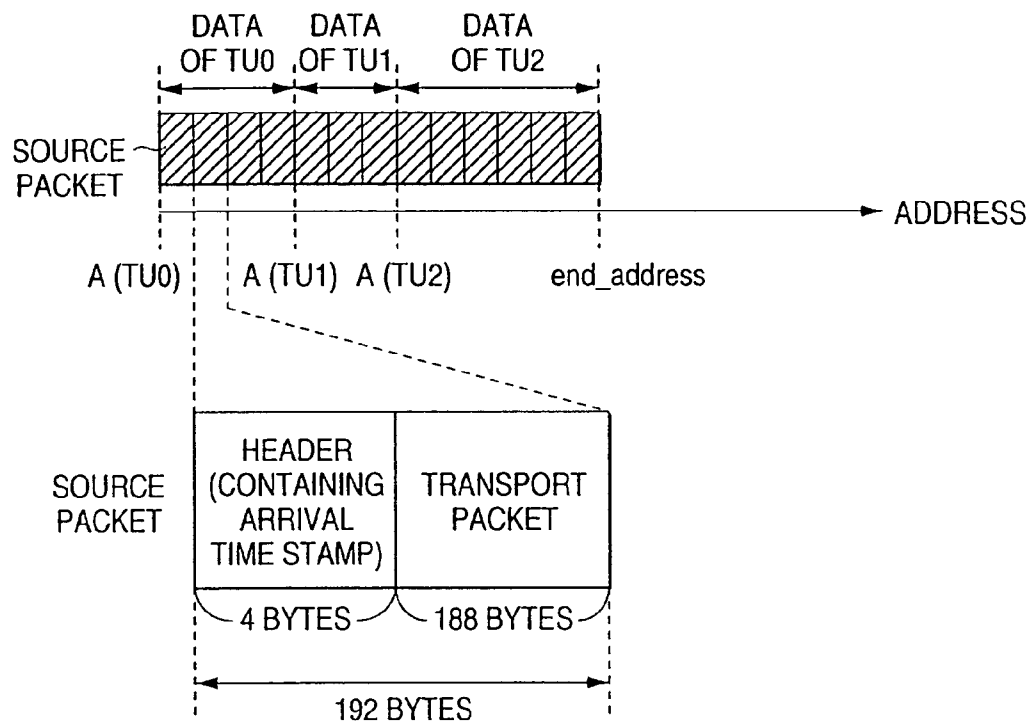 DATA OF TU0
DATA OF TU1
DATA OF TU2
SOURCE PACKET
ADDRESS
A (TU0)
A (TU1)
A (TU2)
end_address
SOURCE PACKET
HEADER
(CONTAINING
ARRIVAL
TIME STAMP)
TRANSPORT
PACKET
4 BYTES
188 BYTES
192 BYTES